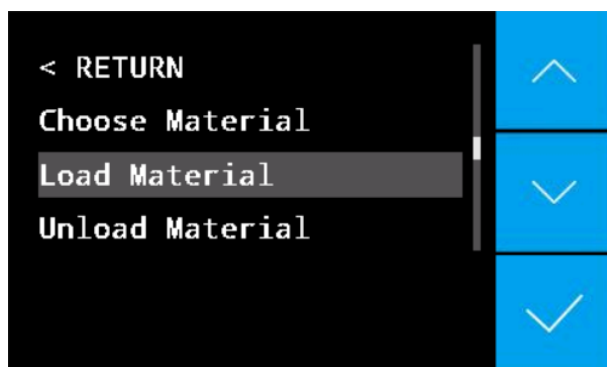 < RETURN
Choose Material
Load Material
Unload Material